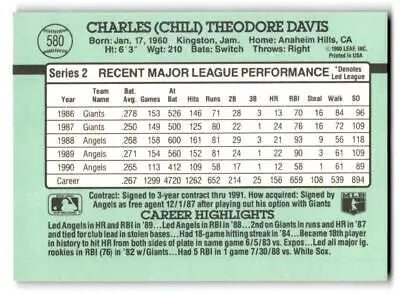 580
CHARLES (CHILI) THEODORE DAVIS
Born: Jan. 17, 1960 Kingston, Jam. Home: Anaheim Hills, CA
Ht: 6'3" Wgt: 210 Bats: Switch Throws: Right
©1990 LEAF, INC.
Printed in USA
Series 2 RECENT MAJOR LEAGUE PERFORMANCE *Denotes Led League
Year Team Bat. Avg. Games AB Hits Runs 2B 3B HR RBI Steal Walk SO
1986 Giants .278 153 526 146 71 28 3 13 70 16 84 96
1987 Giants .250 149 500 125 80 22 1 24 76 16 72 109
1988 Angels .268 158 600 161 81 29 3 21 93 9 56 118
1989 Angels .271 154 560 152 81 24 1 22 90 3 61 109
1990 Angels .265 113 412 109 58 17 1 12 58 1 61 89
Career .267 4720 214 108 539 894
Contract: Signed to 3-year contract thru 1991. How acquired: Signed by
Angels as free agent 12/1/87 after playing out his option with Giants
CAREER HIGHLIGHTS
Led Angels in HR and RBI in '89... Led Angels in RBI in '88... 2nd on Giants in runs and HR in '87
and tied for club lead in stolen bases... Had 18-game hitting streak in '84... Became 18th player
in history to hit HR from both sides of plate in same game 6/5/83 vs. Expos... Led all major lg.
rookies in RBI (76) in '82 w/Giants... Had 5 RBI in 1 game 7/30/88 vs. White Sox.